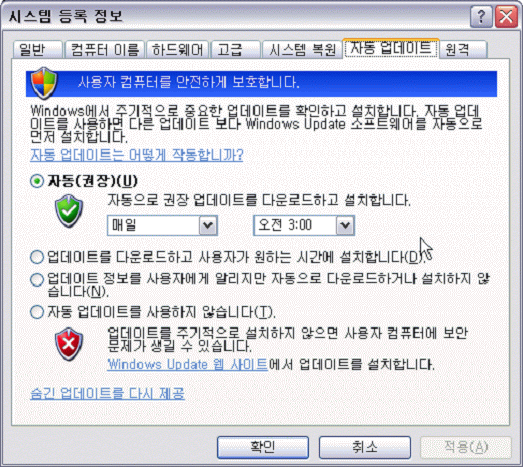 시스템 등록 정보
일반 컴퓨터 이름 하드웨어 고급 시스템 복원 자동 업데이트 원격
사용자 컴퓨터를 안전하게 보호합니다.
Windows에서 주기적으로 중요한 업데이트를 확인하고 설치합니다. 자동 업데
이트를 사용하면 다른 업데이트 보다 Windows Update 소프트웨어를 자동으로
먼저 설치합니다.
자동 업데이트는 어떻게 작동합니까?
자동(권장)(U)
자동으로 권장 업데이트를 다운로드하고 설치합니다.
매일 오전 3:00
업데이트를 다운로드하고 사용자가 원하는 시간에 설치합니다(D).
업데이트 정보를 사용자에게 알리지만 자동으로 다운로드하거나 설치하지 않
습니다(N).
자동 업데이트를 사용하지 않습니다(T).
업데이트를 주기적으로 설치하지 않으면 사용자 컴퓨터에 보안
문제가 생길 수 있습니다.
Windows Update 웹 사이트에서 업데이트를 설치합니다.
숨긴 업데이트를 다시 제공
확인 취소 적용(A)